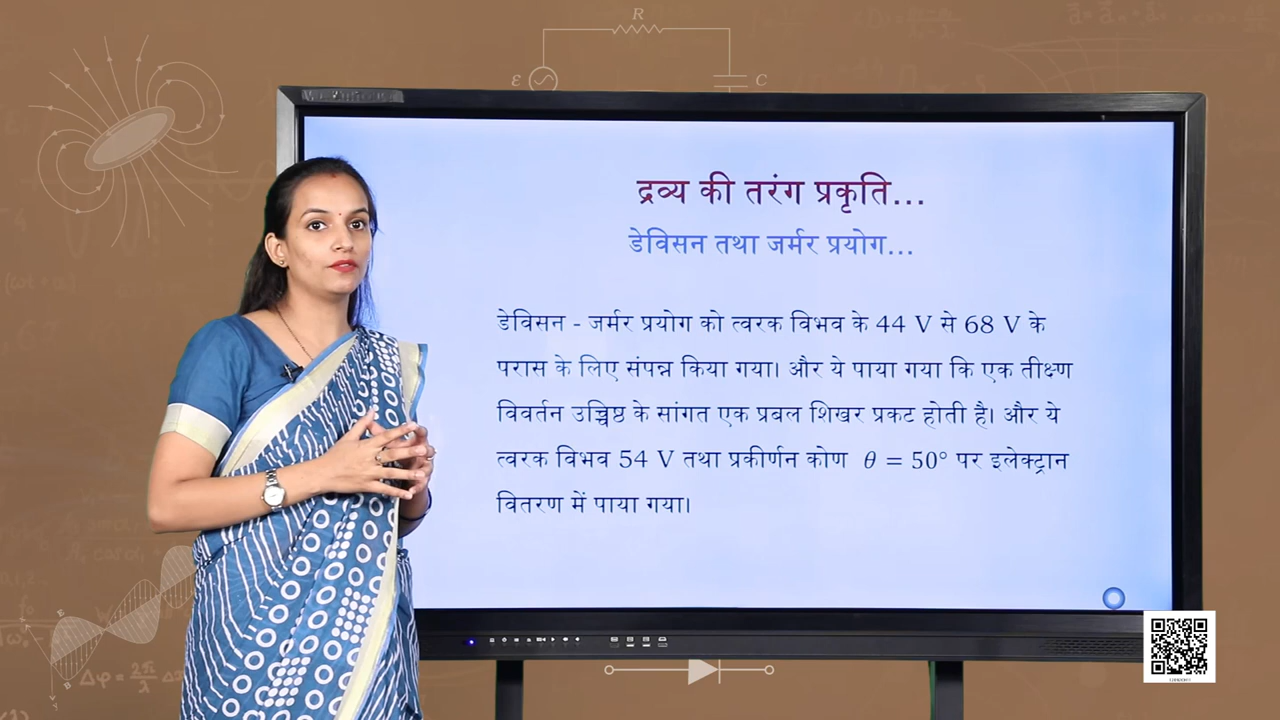 R
ε
C
द्रव्य की तरंग प्रकृति...
डेविसन तथा जर्मर प्रयोग...
डेविसन - जर्मर प्रयोग को त्वरक विभव के 44 V से 68 V के
परास के लिए संपन्न किया गया। और ये पाया गया कि एक तीक्ष्ण
विवर्तन उच्चिष्ठ के सांगत एक प्रबल शिखर प्रकट होती है। और ये
त्वरक विभव 54 V तथा प्रकीर्णन कोण θ = 50° पर इलेक्ट्रान
वितरण में पाया गया।